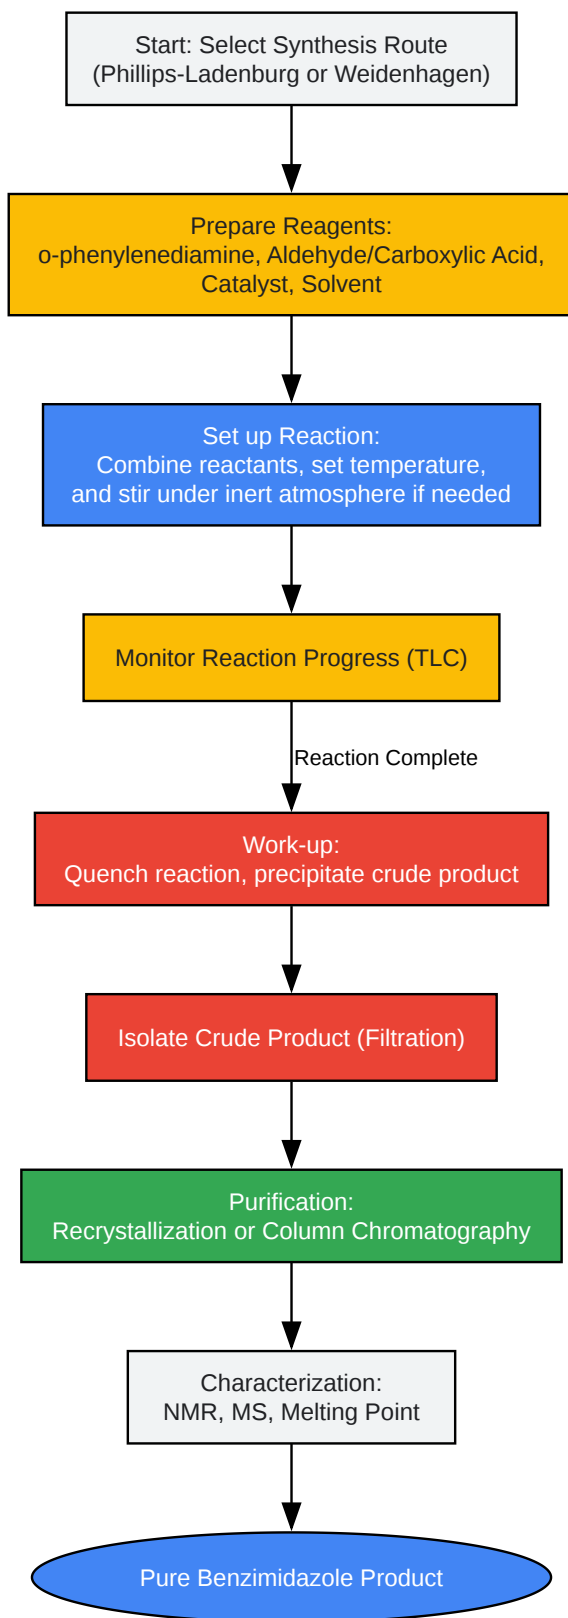 Start: Select Synthesis Route
(Phillips-Ladenburg or Weidenhagen)
Prepare Reagents:
o-phenylenediamine, Aldehyde/Carboxylic Acid,
Catalyst, Solvent
Set up Reaction:
Combine reactants, set temperature,
and stir under inert atmosphere if needed
Monitor Reaction Progress (TLC)
Reaction Complete
Work-up:
Quench reaction, precipitate crude product
Isolate Crude Product (Filtration)
Purification:
Recrystallization or Column Chromatography
Characterization:
NMR, MS, Melting Point
Pure Benzimidazole Product